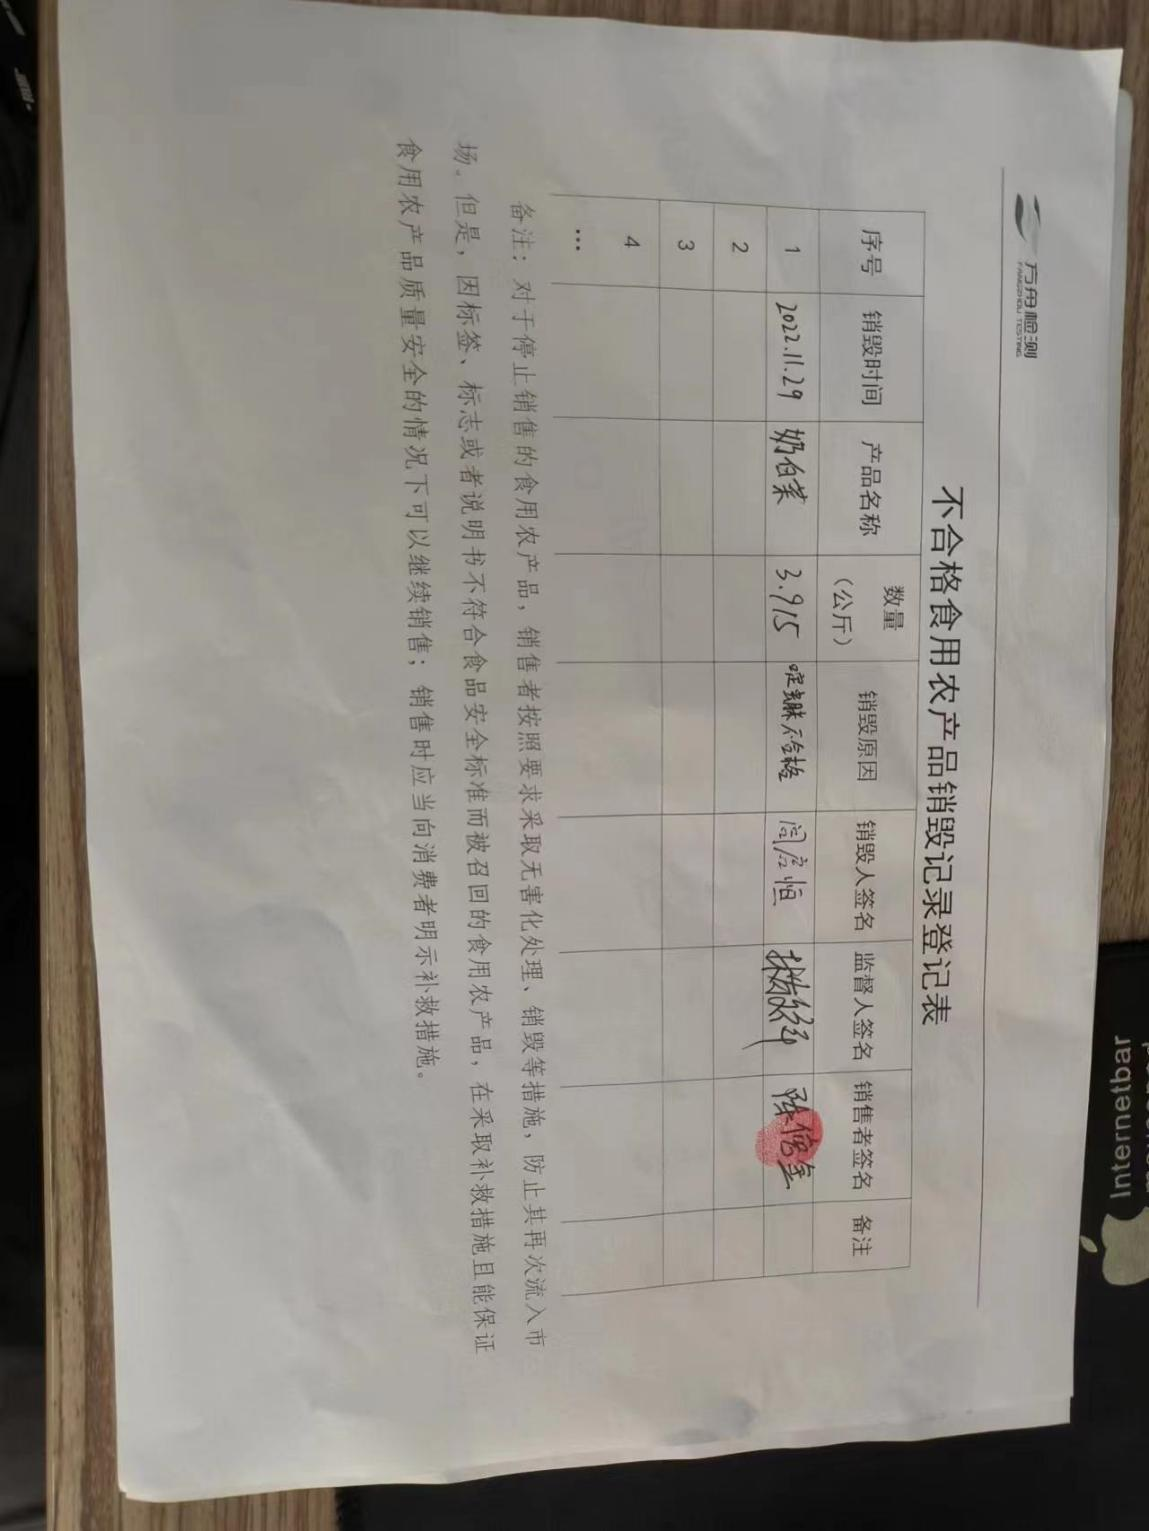 方舟检测
FANGZHOU TESTING
不合格食用农产品销毁记录登记表
序号 销毁时间 产品名称 数量（公斤） 销毁原因 销毁人签名 监督人签名 销售者签名 备注
1 2022.11.29 奶白菜 3.915 啶虫脒不合格 闫启恒
2
3
4
…
备注：对于停止销售的食用农产品，销售者按照要求采取无害化处理、销毁等措施，防止其再次流入市
场。但是，因标签、标志或者说明书不符合食品安全标准而被召回的食用农产品，在采取补救措施且能保证
食用农产品质量安全的情况下可以继续销售；销售时应当向消费者明示补救措施。
Internetbar